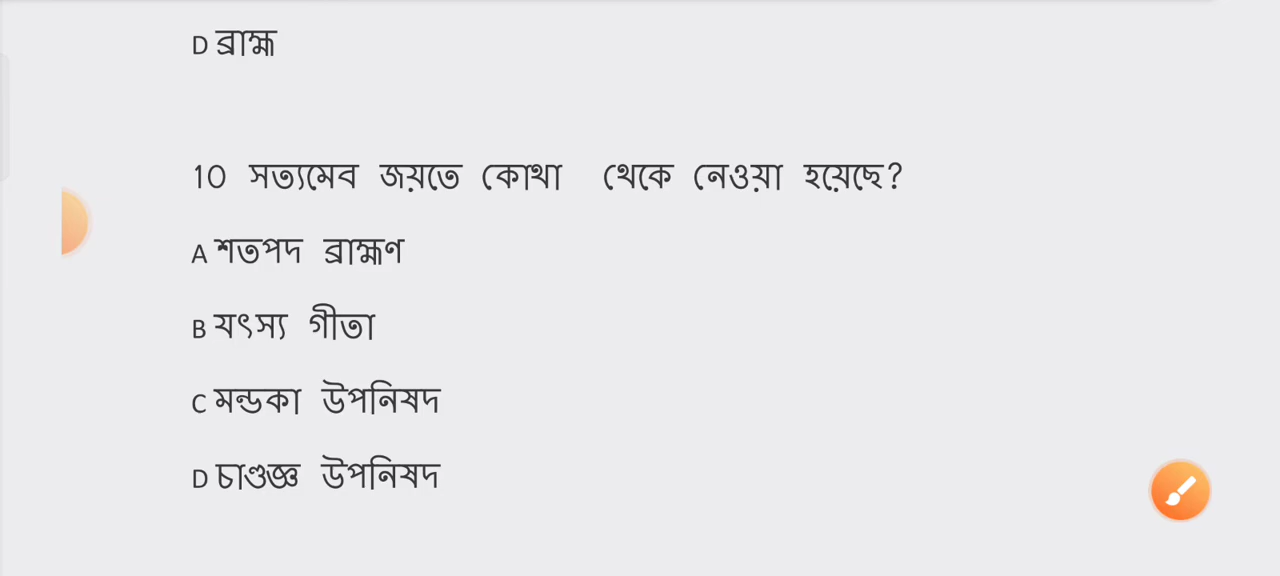 D ব্রাহ্ম
10 সত্যমেব জয়তে কোথা থেকে নেওয়া হয়েছে?
A শতপদ ব্রাহ্মণ
B যৎস্য গীতা
C মন্ডকা উপনিষদ
D চাণ্ডজ্ঞ উপনিষদ